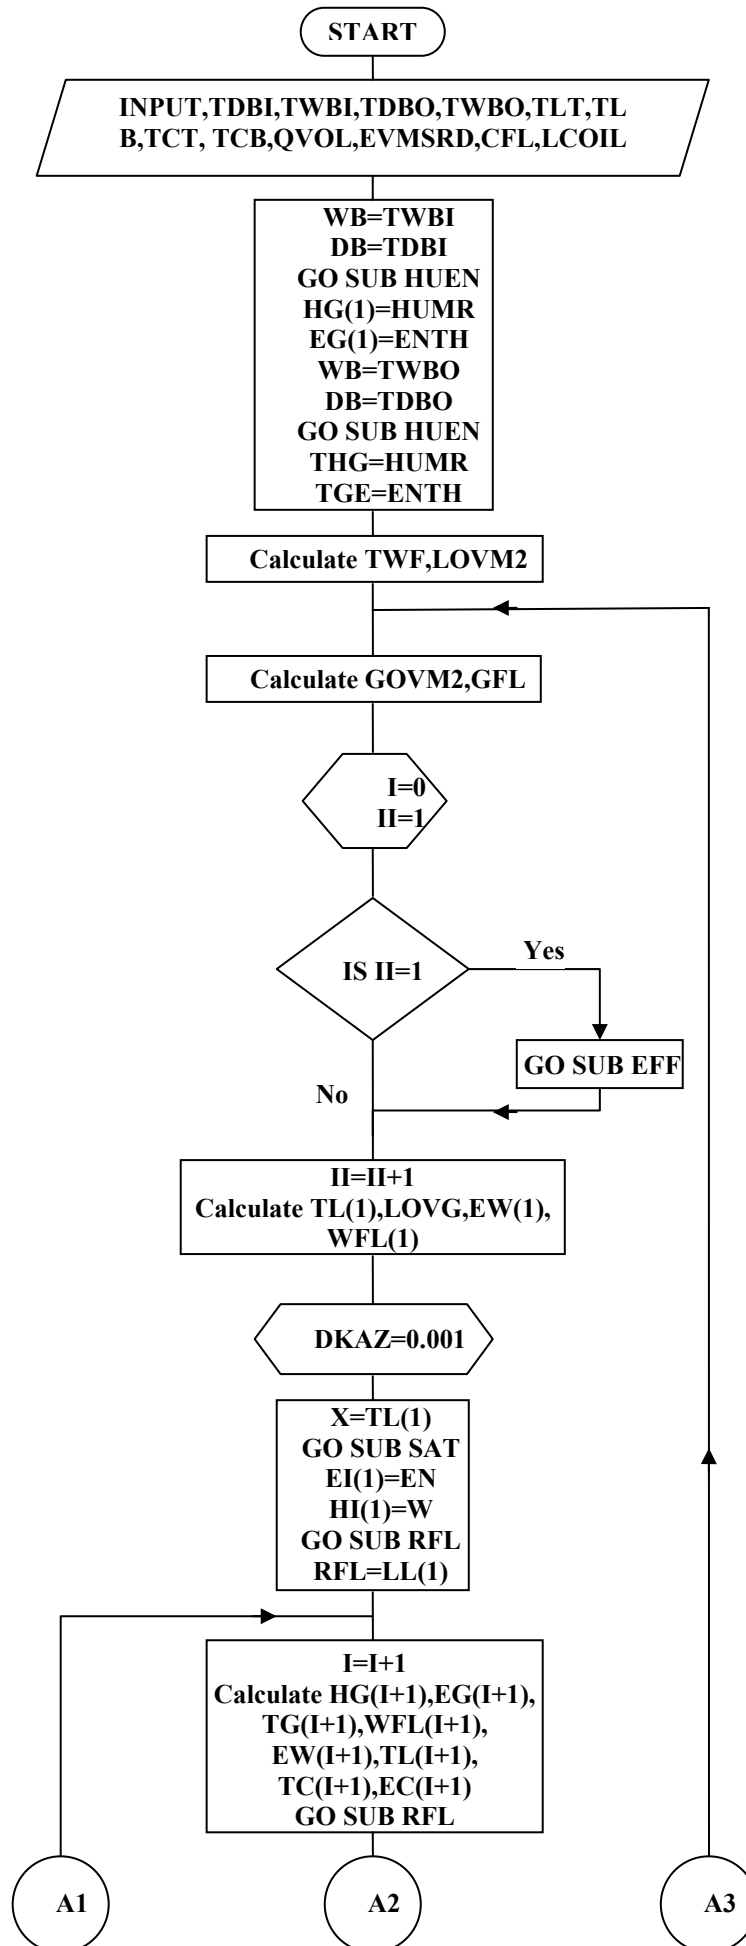 START
INPUT,TDBI,TWBI,TDBO,TWBO,TLT,TL
B,TCT, TCB,QVOL,EVMSRD,CFL,LCOIL
WB=TWBI
DB=TDBI
GO SUB HUEN
HG(1)=HUMR
EG(1)=ENTH
WB=TWBO
DB=TDBO
GO SUB HUEN
THG=HUMR
TGE=ENTH
Calculate TWF,LOVM2
Calculate GOVM2,GFL
I=0
II=1
IS II=1
Yes
GO SUB EFF
No
II=II+1
Calculate TL(1),LOVG,EW(1),
WFL(1)
DKAZ=0.001
X=TL(1)
GO SUB SAT
EI(1)=EN
HI(1)=W
GO SUB RFL
RFL=LL(1)
I=I+1
Calculate HG(I+1),EG(I+1),
TG(I+1),WFL(I+1),
EW(I+1),TL(I+1),
TC(I+1),EC(I+1)
GO SUB RFL
A1
A2
A3